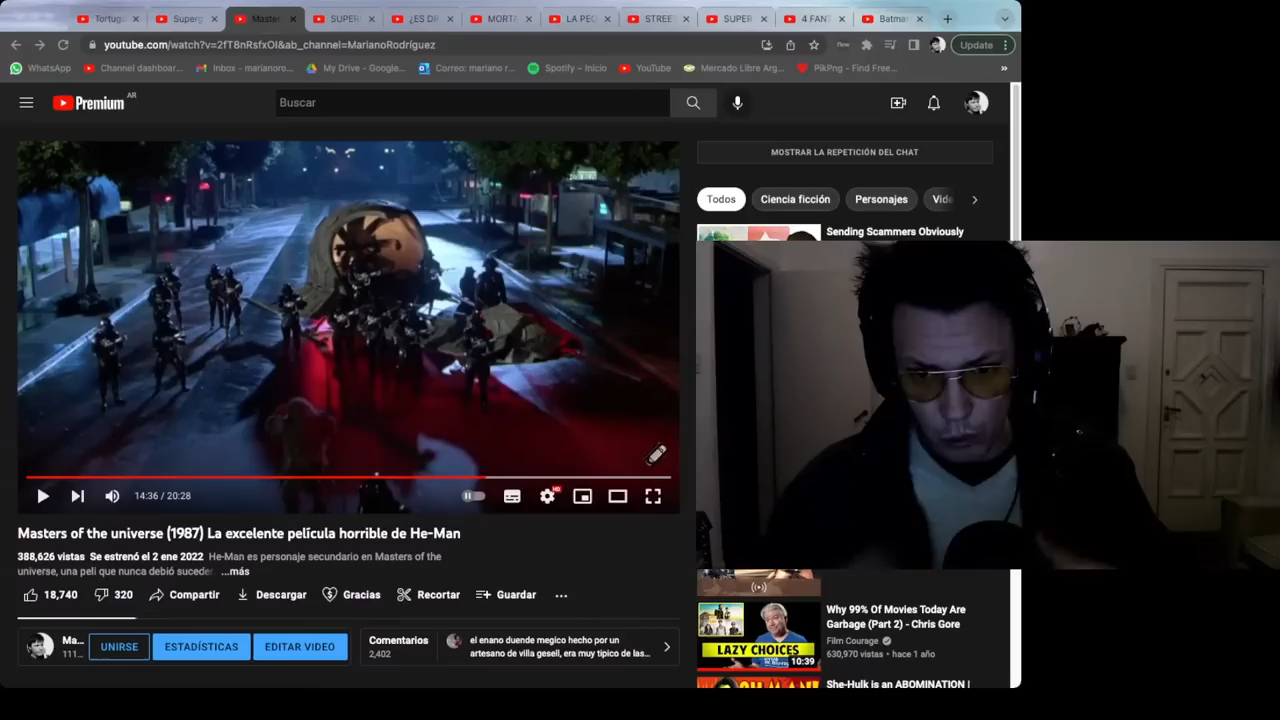 Tortug
Superg
Master
SUPER
¿ES DI
MORTA
LA PEO
STREE
SUPER
4 FANT
Batma
youtube.com/watch?v=2fT8nRsfxOI&ab_channel=MarianoRodríguez
Update
WhatsApp
Channel dashboar...
Inbox - marianoro...
My Drive - Google...
Correo: mariano r...
Spotify – Inicio
YouTube
Mercado Libre Arg...
PikPng - Find Free...
»
Premium AR
Buscar
MOSTRAR LA REPETICIÓN DEL CHAT
Todos
Ciencia ficción
Personajes
Vide
Sending Scammers Obviously
HD
14:36 / 20:28
Masters of the universe (1987) La excelente película horrible de He-Man
388,626 vistas Se estrenó el 2 ene 2022 He-Man es personaje secundario en Masters of the
universe, una peli que nunca debió suceder ...más
18,740
320
Compartir
Descargar
Gracias
Recortar
Guardar
Ma...
111...
UNIRSE
ESTADÍSTICAS
EDITAR VIDEO
Comentarios
2,402
el enano duende megico hecho por un
artesano de villa gesell, era muy tipico de las...
LAZY CHOICES
10:39
Why 99% Of Movies Today Are
Garbage (Part 2) - Chris Gore
Film Courage
630,970 vistas • hace 1 año
She-Hulk is an ABOMINATION |